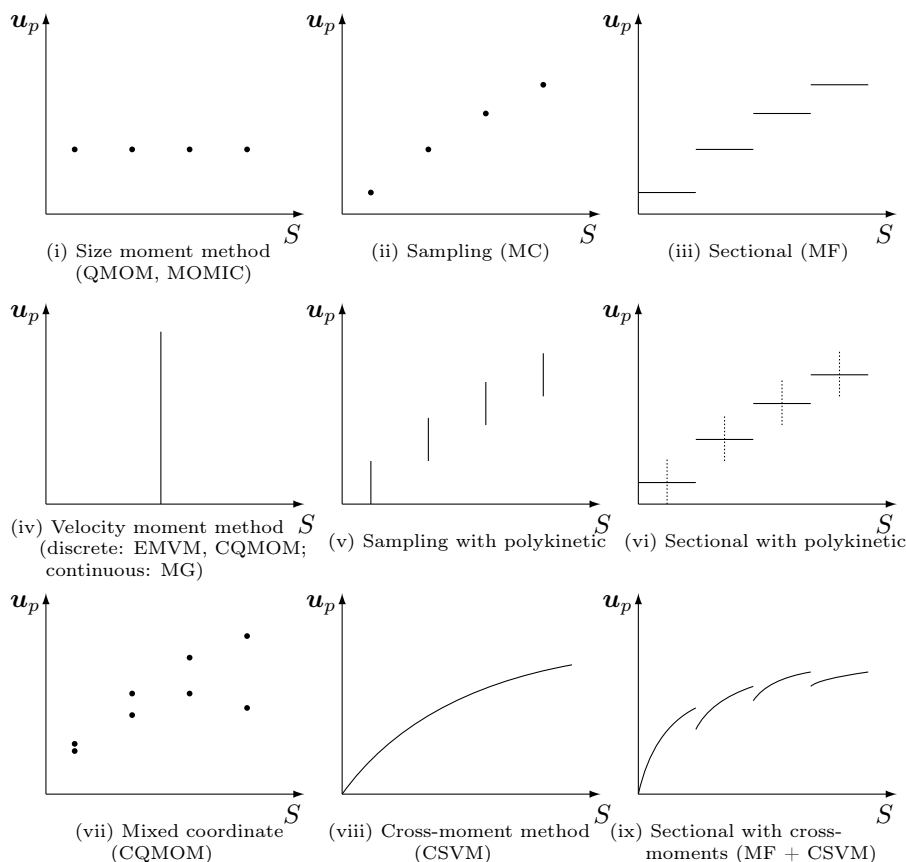 u_p
S
(i) Size moment method
(QMOM, MOMIC)
u_p
S
(ii) Sampling (MC)
u_p
S
(iii) Sectional (MF)
u_p
S
(iv) Velocity moment method
(discrete: EMVM, CQMOM;
continuous: MG)
u_p
S
(v) Sampling with polykinetic
u_p
S
(vi) Sectional with polykinetic
u_p
S
(vii) Mixed coordinate
(CQMOM)
u_p
S
(viii) Cross-moment method
(CSVM)
u_p
S
(ix) Sectional with cross-
moments (MF + CSVM)